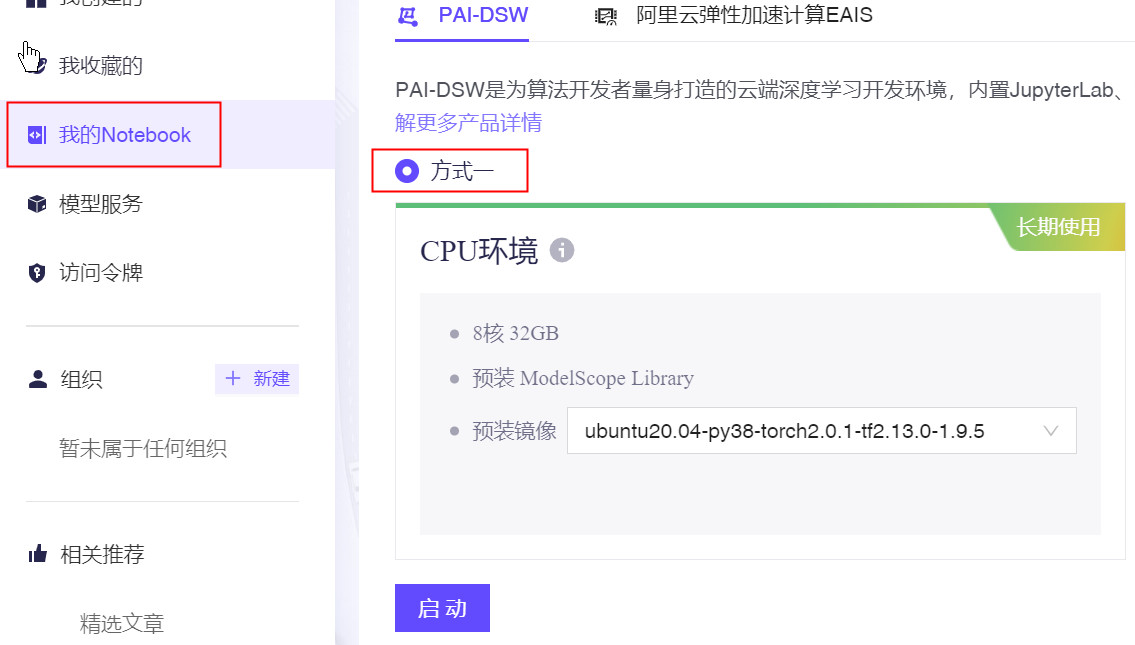 我创建的
我收藏的
我的Notebook
模型服务
访问令牌
组织
新建
暂未属于任何组织
相关推荐
精选文章
PAI-DSW
阿里云弹性加速计算EAIS
PAI-DSW是为算法开发者量身打造的云端深度学习开发环境，内置JupyterLab、
解更多产品详情
方式一
长期使用
CPU环境
8核 32GB
预装 ModelScope Library
预装镜像
ubuntu20.04-py38-torch2.0.1-tf2.13.0-1.9.5
启动